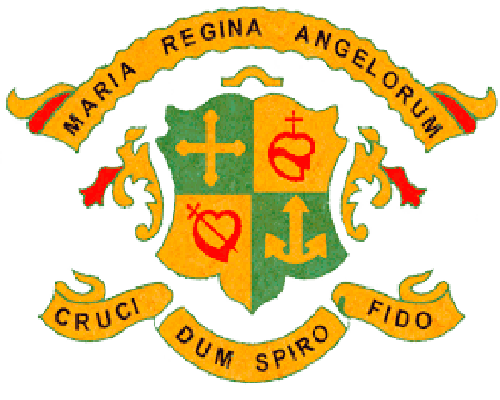 MARIA REGINA ANGELORUM
CRUCI DUM SPIRO FIDO